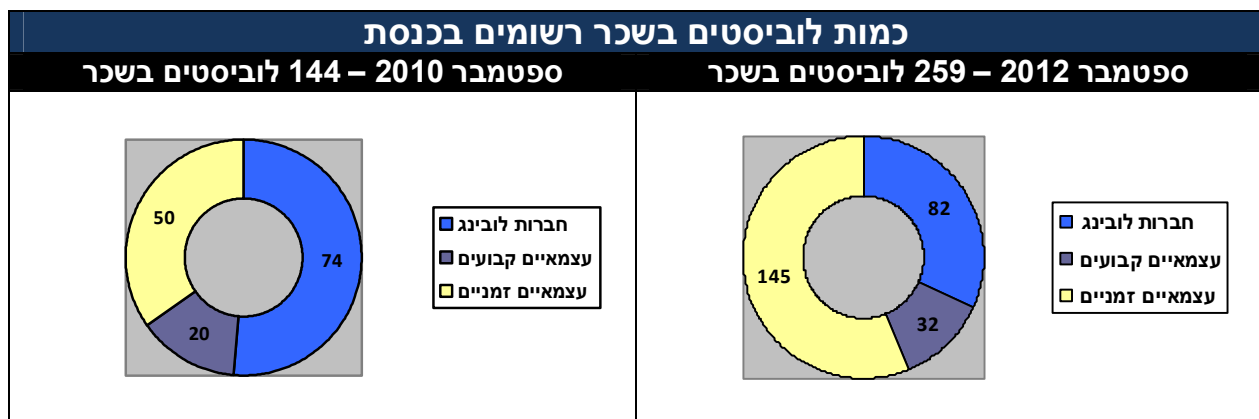 כמות לוביסטים בשכר רשומים בכנסת
ספטמבר 2012 – 259 לוביסטים בשכר
ספטמבר 2010 – 144 לוביסטים בשכר
חברות לובינג
עצמאיים קבועים
עצמאיים זמניים
82
32
145
חברות לובינג
עצמאיים קבועים
עצמאיים זמניים
74
20
50